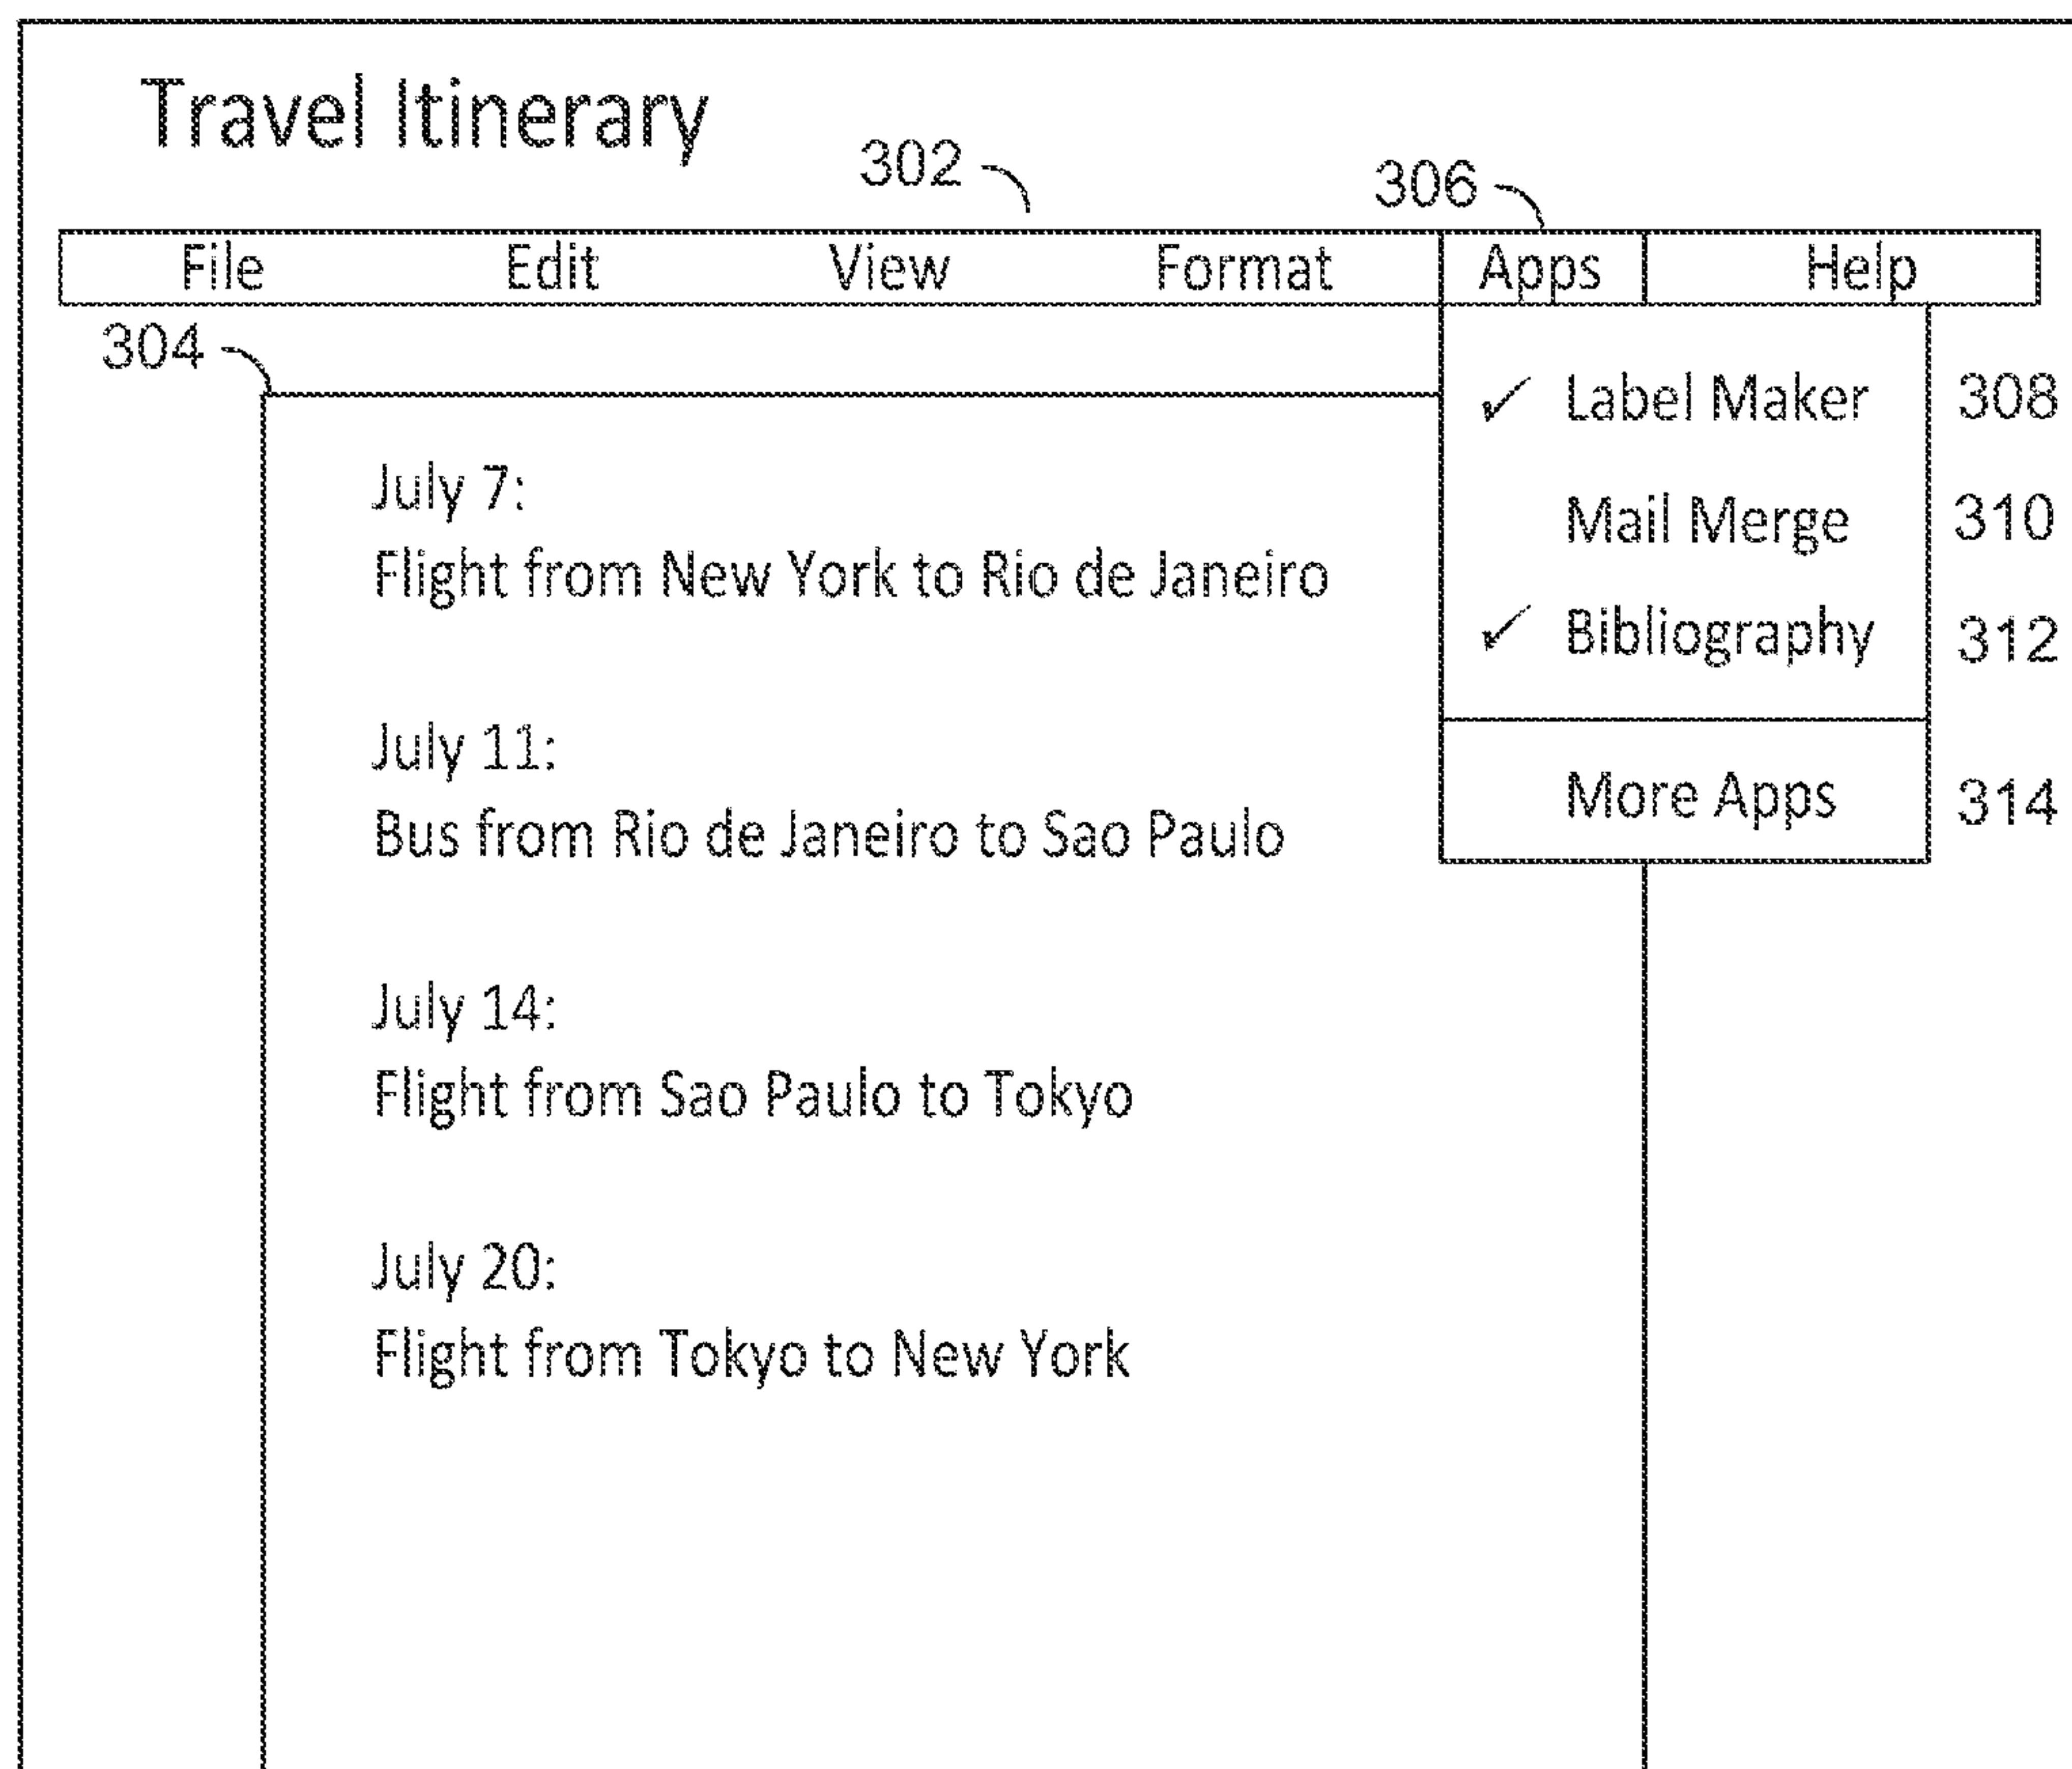 Travel Itinerary
302
306
File Edit View Format Apps Help
304
✓ Label Maker 308
Mail Merge 310
✓ Bibliography 312
More Apps 314
July 7:
Flight from New York to Rio de Janeiro
July 11:
Bus from Rio de Janeiro to Sao Paulo
July 14:
Flight from Sao Paulo to Tokyo
July 20:
Flight from Tokyo to New York